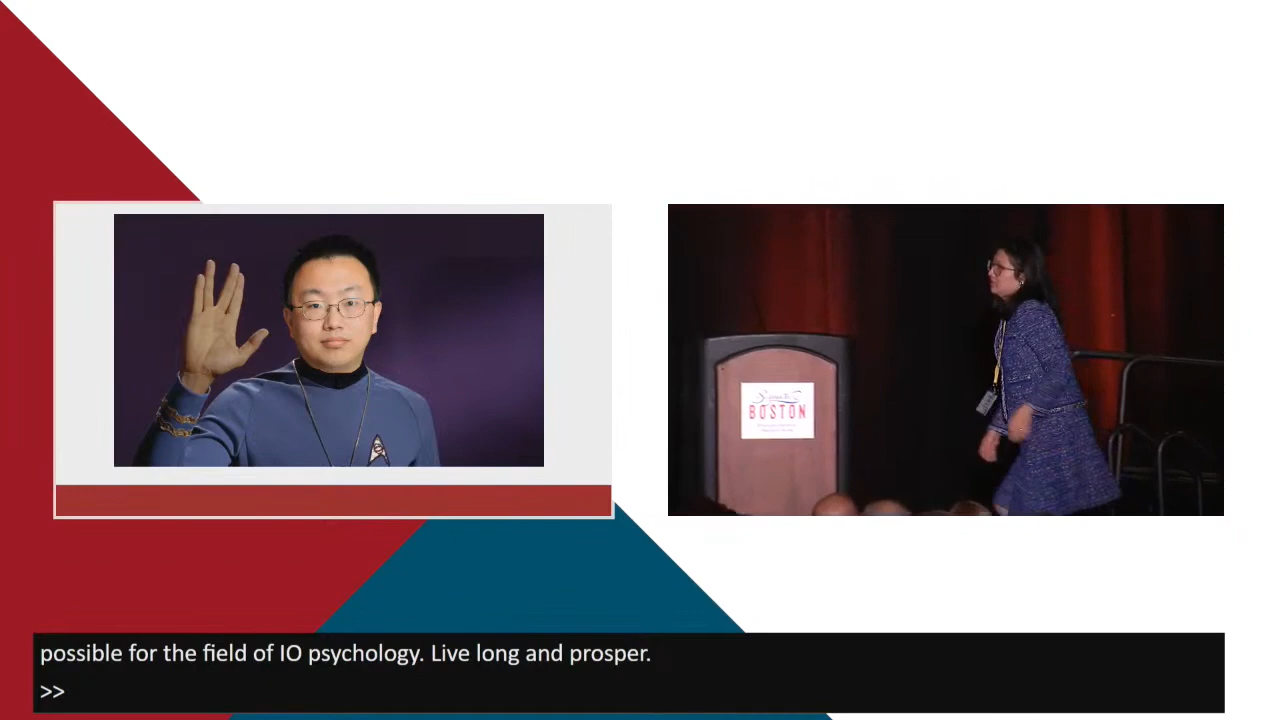 BOSTON
possible for the field of IO psychology. Live long and prosper.
>>